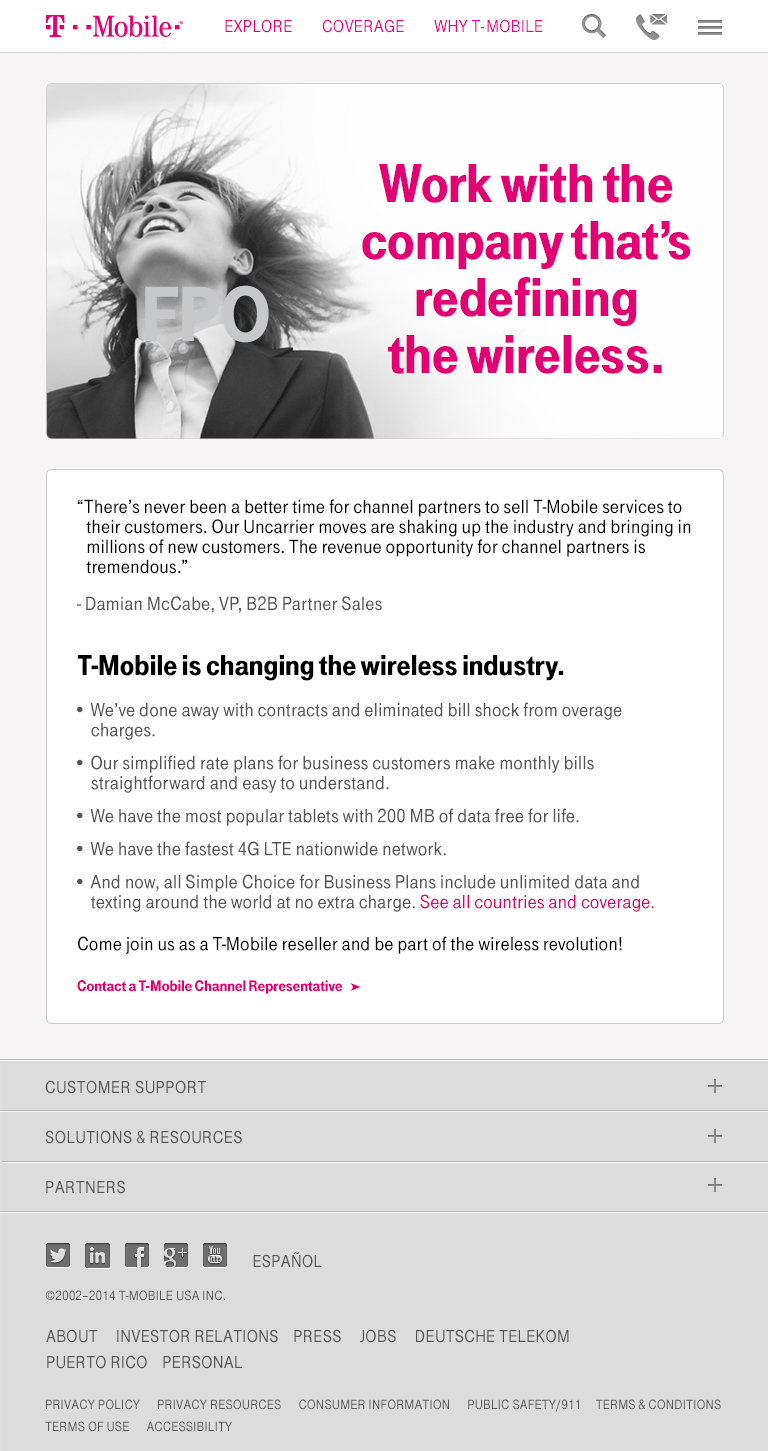 T · · Mobile ·®
EXPLORE COVERAGE WHY T-MOBILE
Work with the
company that’s
redefining
the wireless.
EPO
“There’s never been a better time for channel partners to sell T-Mobile services to
their customers. Our Uncarrier moves are shaking up the industry and bringing in
millions of new customers. The revenue opportunity for channel partners is
tremendous.”
- Damian McCabe, VP, B2B Partner Sales
T-Mobile is changing the wireless industry.
• We’ve done away with contracts and eliminated bill shock from overage
charges.
• Our simplified rate plans for business customers make monthly bills
straightforward and easy to understand.
• We have the most popular tablets with 200 MB of data free for life.
• We have the fastest 4G LTE nationwide network.
• And now, all Simple Choice for Business Plans include unlimited data and
texting around the world at no extra charge. See all countries and coverage.
Come join us as a T-Mobile reseller and be part of the wireless revolution!
Contact a T-Mobile Channel Representative ➤
CUSTOMER SUPPORT +
SOLUTIONS & RESOURCES +
PARTNERS +
in f g+ You Tube ESPAÑOL
©2002–2014 T-MOBILE USA INC.
ABOUT INVESTOR RELATIONS PRESS JOBS DEUTSCHE TELEKOM
PUERTO RICO PERSONAL
PRIVACY POLICY PRIVACY RESOURCES CONSUMER INFORMATION PUBLIC SAFETY/911 TERMS & CONDITIONS
TERMS OF USE ACCESSIBILITY